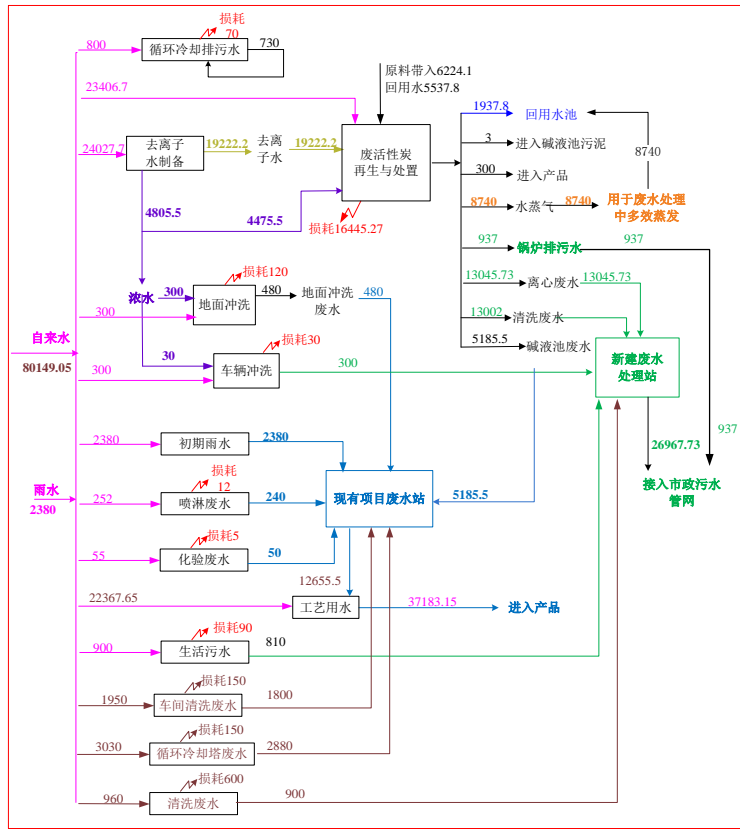 损耗
70
800
循环冷却排污水
730
23406.7
原料带入6224.1
回用水5537.8
1937.8
回用水池
24027.7
去离子
水制备
19222.2
去离
子水
19222.2
废活性炭
再生与处置
3
进入碱液池污泥
8740
300
进入产品
4805.5
4475.5
8740
水蒸气
8740
用于废水处理
中多效蒸发
损耗16445.27
937
锅炉排污水
937
损耗120
13045.73
离心废水
13045.73
浓水
300
地面冲洗
480
地面冲洗
废水
480
300
13002
清洗废水
自来水
80149.05
损耗30
5185.5
碱液池废水
新建废水
处理站
30
车辆冲洗
300
300
2380
初期雨水
2380
26967.73
937
雨水
2380
损耗
12
252
喷淋废水
240
现有项目废水站
5185.5
接入市政污水
管网
55
损耗5
化验废水
50
12655.5
22367.65
工艺用水
37183.15
进入产品
损耗90
900
生活污水
810
损耗150
1950
车间清洗废水
1800
损耗150
3030
循环冷却塔废水
2880
损耗600
960
清洗废水
900